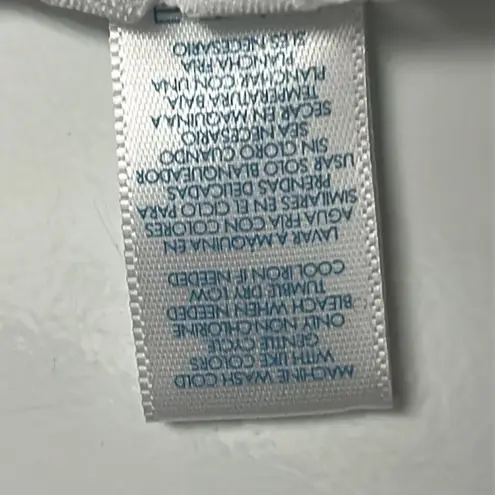 MACHINE WASH COLD
WITH LIKE COLORS
GENTLE CYCLE
ONLY NON CHLORINE
BLEACH WHEN NEEDED
TUMBLE DRY LOW
COOL IRON IF NEEDED
LAVAR A MAQUINA EN
AGUA FRIA CON COLORES
SIMILARES EN EL CICLO PARA
PRENDAS DELICADAS
USAR SOLO BLANQUEADOR
SIN CLORO CUANDO
SEA NECESARIO
SECAR EN MAQUINA A
TEMPERATURA BAJA
PLANCHAR CON UNA
PLANCHA FRIA
SI ES NECESARIO